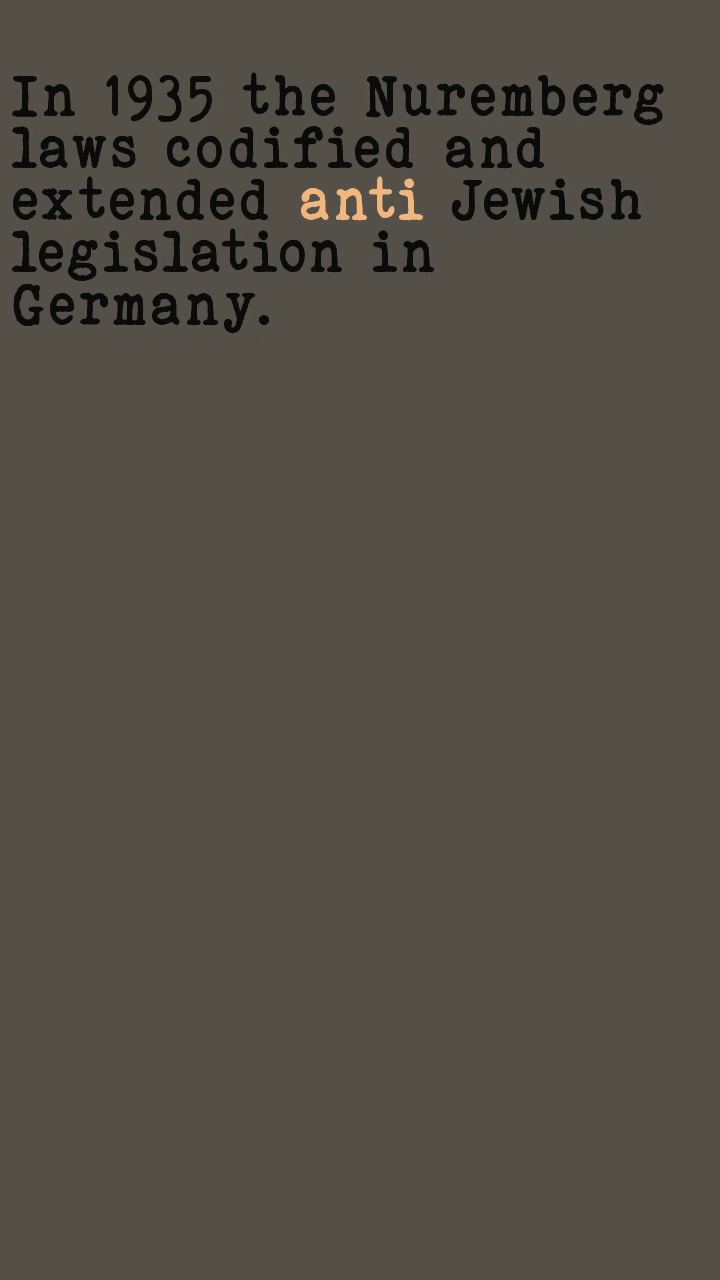 In 1935 the Nuremberg
laws codified and
extended anti Jewish
legislation in
Germany.